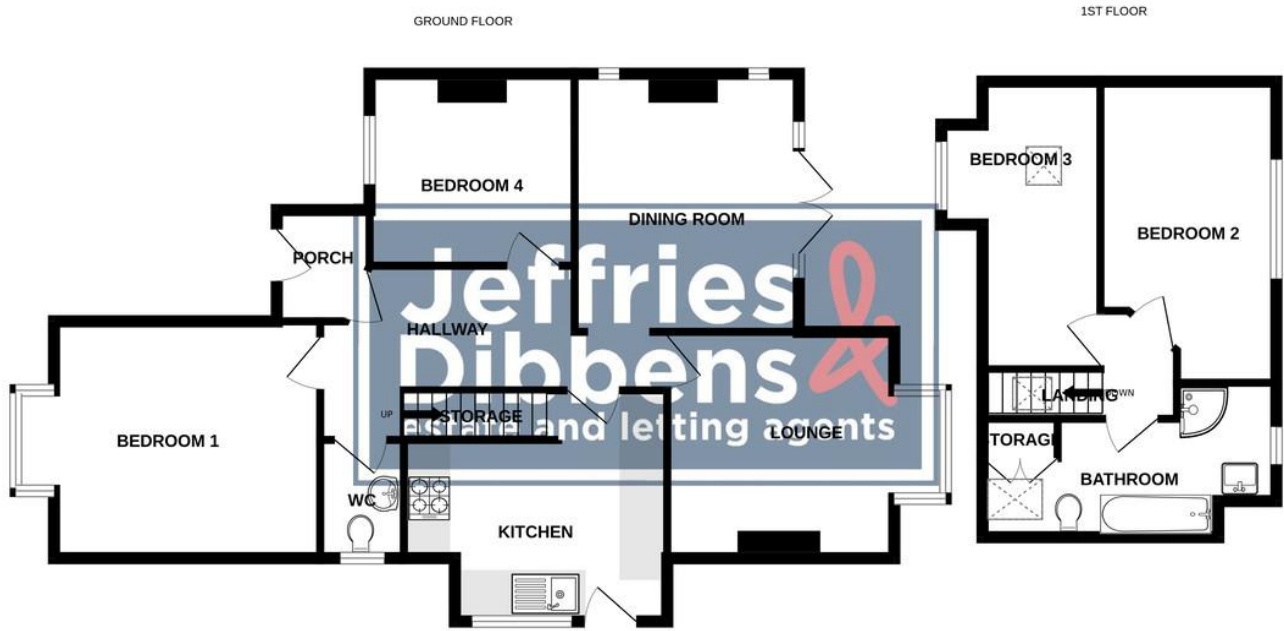 GROUND FLOOR
1ST FLOOR
BEDROOM 4
DINING ROOM
PORCH
HALLWAY
BEDROOM 1
UP
STORAGE
LOUNGE
WC
KITCHEN
BEDROOM 3
BEDROOM 2
LANDING
DOWN
STORAGE
BATHROOM
Jeffries &
Dibbens
estate and letting agents